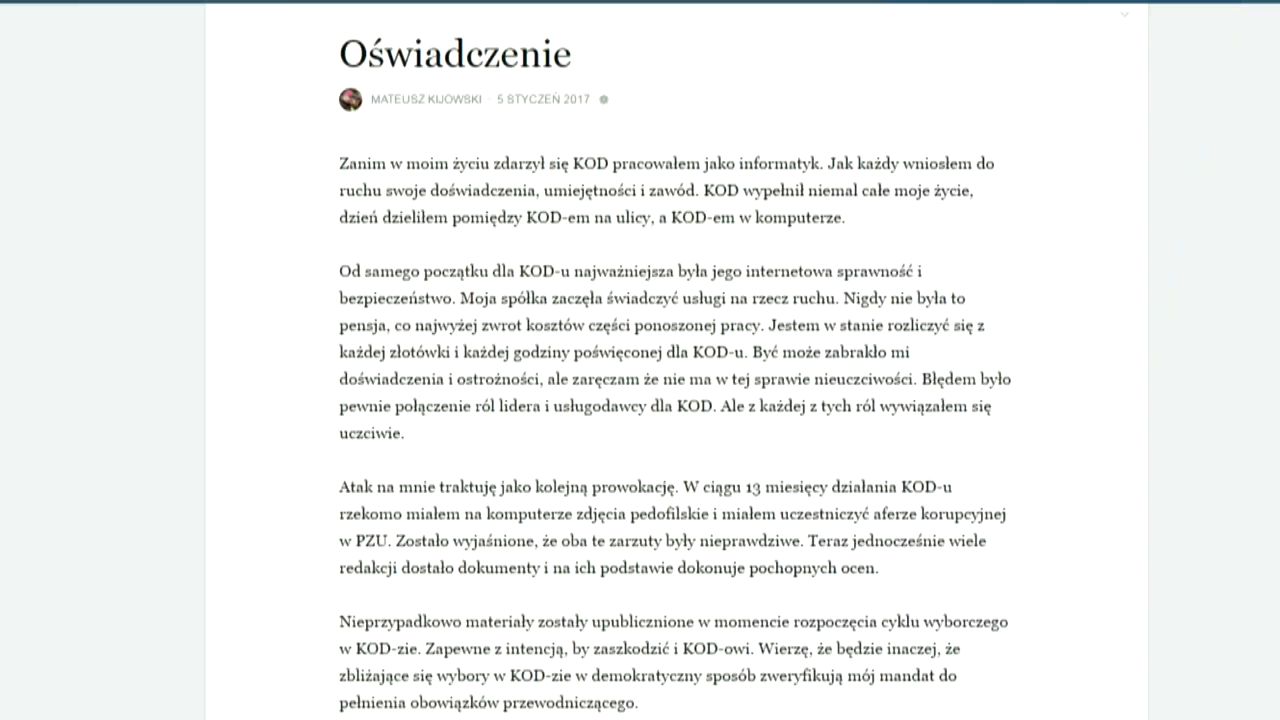 Oświadczenie
MATEUSZ KIJOWSKI · 5 STYCZEŃ 2017
Zanim w moim życiu zdarzył się KOD pracowałem jako informatyk. Jak każdy wniosłem do
ruchu swoje doświadczenia, umiejętności i zawód. KOD wypełnił niemal całe moje życie,
dzień dzieliłem pomiędzy KOD-em na ulicy, a KOD-em w komputerze.
Od samego początku dla KOD-u najważniejsza była jego internetowa sprawność i
bezpieczeństwo. Moja spółka zaczęła świadczyć usługi na rzecz ruchu. Nigdy nie była to
pensja, co najwyżej zwrot kosztów części ponoszonej pracy. Jestem w stanie rozliczyć się z
każdej złotówki i każdej godziny poświęconej dla KOD-u. Być może zabrakło mi
doświadczenia i ostrożności, ale zaręczam że nie ma w tej sprawie nieuczciwości. Błędem było
pewnie połączenie ról lidera i usługodawcy dla KOD. Ale z każdej z tych ról wywiązałem się
uczciwie.
Atak na mnie traktuję jako kolejną prowokację. W ciągu 13 miesięcy działania KOD-u
rzekomo miałem na komputerze zdjęcia pedofilskie i miałem uczestniczyć aferze korupcyjnej
w PZU. Zostało wyjaśnione, że oba te zarzuty były nieprawdziwe. Teraz jednocześnie wiele
redakcji dostało dokumenty i na ich podstawie dokonuje pochopnych ocen.
Nieprzypadkowo materiały zostały upublicznione w momencie rozpoczęcia cyklu wyborczego
w KOD-zie. Zapewne z intencją, by zaszkodzić i KOD-owi. Wierzę, że będzie inaczej, że
zbliżające się wybory w KOD-zie w demokratyczny sposób zweryfikują mój mandat do
pełnienia obowiązków przewodniczącego.